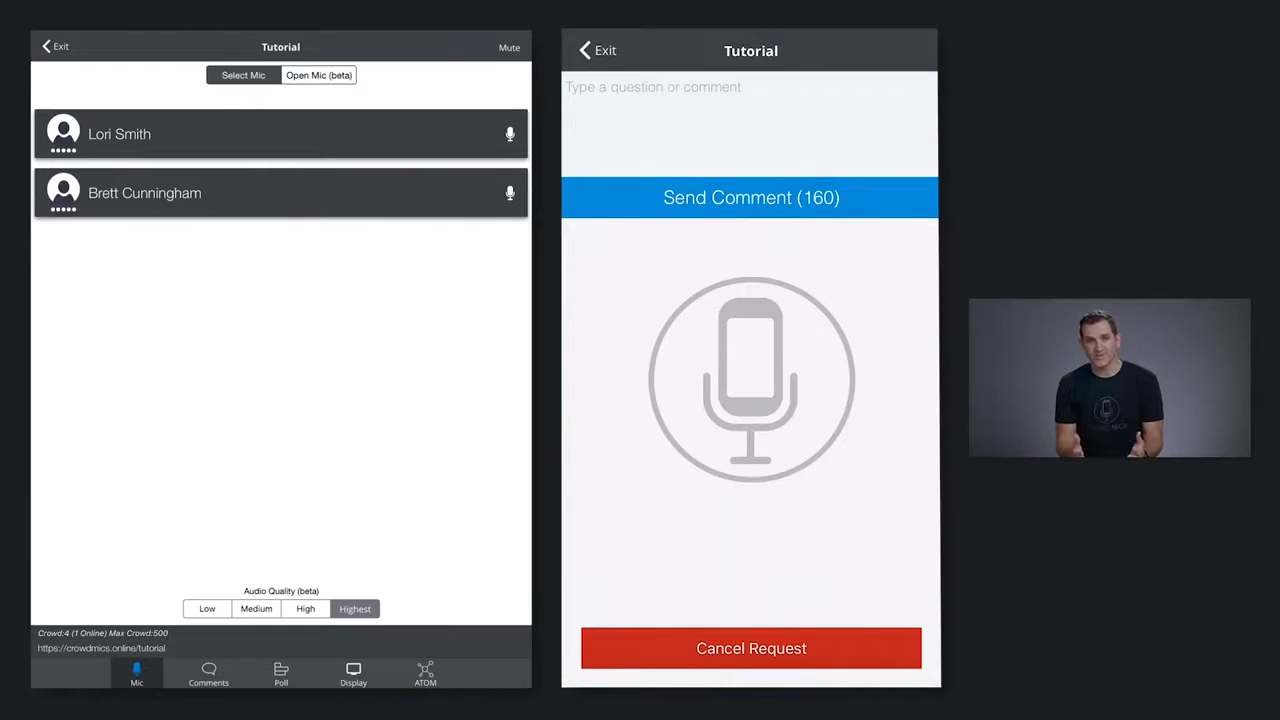 Exit
Tutorial
Mute
Select Mic
Open Mic (beta)
Lori Smith
Brett Cunningham
Audio Quality (beta)
Low
Medium
High
Highest
Crowd:4 (1 Online) Max Crowd:500
https://crowdmics.online/tutorial
Mic
Comments
Poll
Display
ATOM
Exit
Tutorial
Type a question or comment
Send Comment (160)
Cancel Request